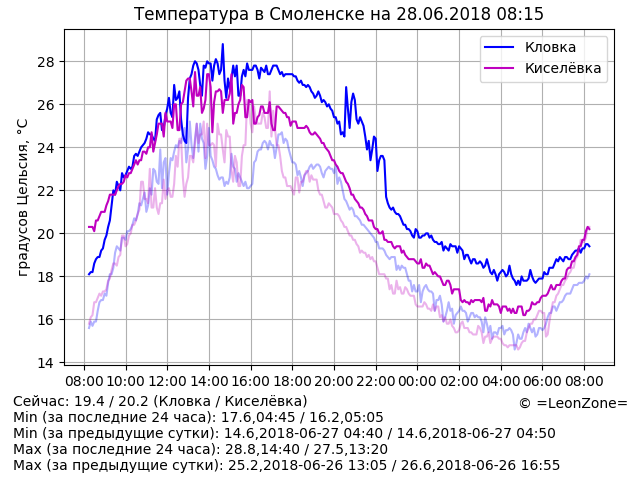 Температура в Смоленске на 28.06.2018 08:15
Кловка
Киселёвка
градусов Цельсия, °C
28
26
24
22
20
18
16
14
08:00 10:00 12:00 14:00 16:00 18:00 20:00 22:00 00:00 02:00 04:00 06:00 08:00
Сейчас: 19.4 / 20.2 (Кловка / Киселёвка)
© =LeonZone=
Min (за последние 24 часа): 17.6,04:45 / 16.2,05:05
Min (за предыдущие сутки): 14.6,2018-06-27 04:40 / 14.6,2018-06-27 04:50
Max (за последние 24 часа): 28.8,14:40 / 27.5,13:20
Max (за предыдущие сутки): 25.2,2018-06-26 13:05 / 26.6,2018-06-26 16:55